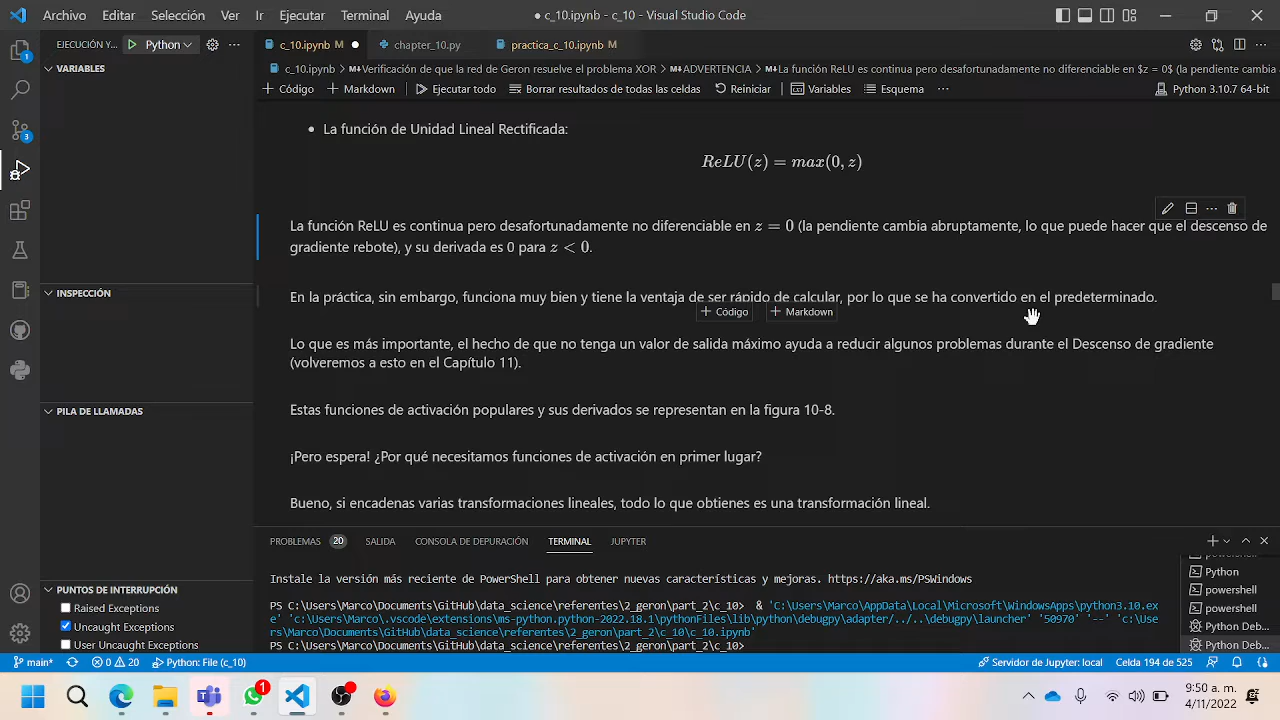 Archivo Editar Selección Ver Ir Ejecutar Terminal Ayuda
● c_10.ipynb - c_10 - Visual Studio Code
EJECUCIÓN Y... Python
c_10.ipynb M ● chapter_10.py practica_c_10.ipynb M
c_10.ipynb > M↓Verificación de que la red de Geron resuelve el problema XOR > M↓ADVERTENCIA > M↓La función ReLU es continua pero desafortunadamente no diferenciable en $z = 0$ (la pendiente cambia
+ Código + Markdown Ejecutar todo Borrar resultados de todas las celdas Reiniciar Variables Esquema ··· Python 3.10.7 64-bit
VARIABLES
• La función de Unidad Lineal Rectificada:
ReLU(z) = max(0, z)
La función ReLU es continua pero desafortunadamente no diferenciable en z = 0 (la pendiente cambia abruptamente, lo que puede hacer que el descenso de
gradiente rebote), y su derivada es 0 para z < 0.
INSPECCIÓN
En la práctica, sin embargo, funciona muy bien y tiene la ventaja de ser rápido de calcular, por lo que se ha convertido en el predeterminado.
+ Código + Markdown
Lo que es más importante, el hecho de que no tenga un valor de salida máximo ayuda a reducir algunos problemas durante el Descenso de gradiente
(volveremos a esto en el Capítulo 11).
PILA DE LLAMADAS
Estas funciones de activación populares y sus derivados se representan en la figura 10-8.
¡Pero espera! ¿Por qué necesitamos funciones de activación en primer lugar?
Bueno, si encadenas varias transformaciones lineales, todo lo que obtienes es una transformación lineal.
PROBLEMAS 20 SALIDA CONSOLA DE DEPURACIÓN TERMINAL JUPYTER
Instale la versión más reciente de PowerShell para obtener nuevas características y mejoras. https://aka.ms/PSWindows
PS C:\Users\Marco\Documents\GitHub\data_science\referentes\2_geron\part_2\c_10> & 'C:\Users\Marco\AppData\Local\Microsoft\WindowsApps\python3.10.ex
e' 'c:\Users\Marco\.vscode\extensions\ms-python.python-2022.18.1\pythonFiles\lib\python\debugpy\adapter/../..\debugpy\launcher' '50970' '--' 'c:\Use
rs\Marco\Documents\GitHub\data_science\referentes\2_geron\part_2\c_10\c_10.ipynb'
PS C:\Users\Marco\Documents\GitHub\data_science\referentes\2_geron\part_2\c_10>
powershell
Python
powershell
powershell
Python Deb...
Python Deb...
PUNTOS DE INTERRUPCIÓN
Raised Exceptions
Uncaught Exceptions
User Uncaught Exceptions
main* 0 20 Python: File (c_10) Servidor de Jupyter: local Celda 194 de 525
1
3
1
9:50 a. m.
4/11/2022